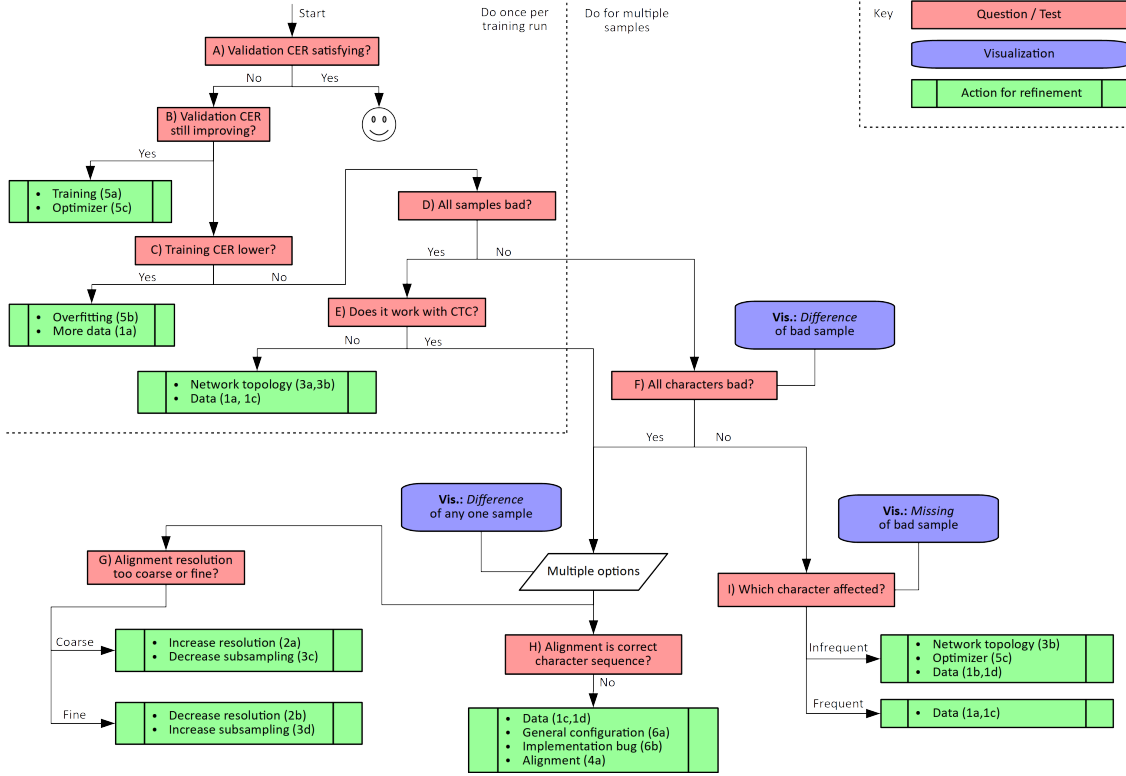 Start
Do once per
training run
Do for multiple
samples
Key
Question / Test
Visualization
Action for refinement
A) Validation CER satisfying?
No
Yes
B) Validation CER
still improving?
Yes
• Training (5a)
• Optimizer (5c)
C) Training CER lower?
Yes
No
• Overfitting (5b)
• More data (1a)
D) All samples bad?
Yes
No
E) Does it work with CTC?
No
Yes
• Network topology (3a,3b)
• Data (1a, 1c)
Vis.: Difference
of bad sample
F) All characters bad?
Yes
No
Vis.: Difference
of any one sample
Vis.: Missing
of bad sample
Multiple options
G) Alignment resolution
too coarse or fine?
Coarse
• Increase resolution (2a)
• Decrease subsampling (3c)
Fine
• Decrease resolution (2b)
• Increase subsampling (3d)
H) Alignment is correct
character sequence?
No
• Data (1c,1d)
• General configuration (6a)
• Implementation bug (6b)
• Alignment (4a)
I) Which character affected?
Infrequent
• Network topology (3b)
• Optimizer (5c)
• Data (1b,1d)
Frequent
• Data (1a,1c)